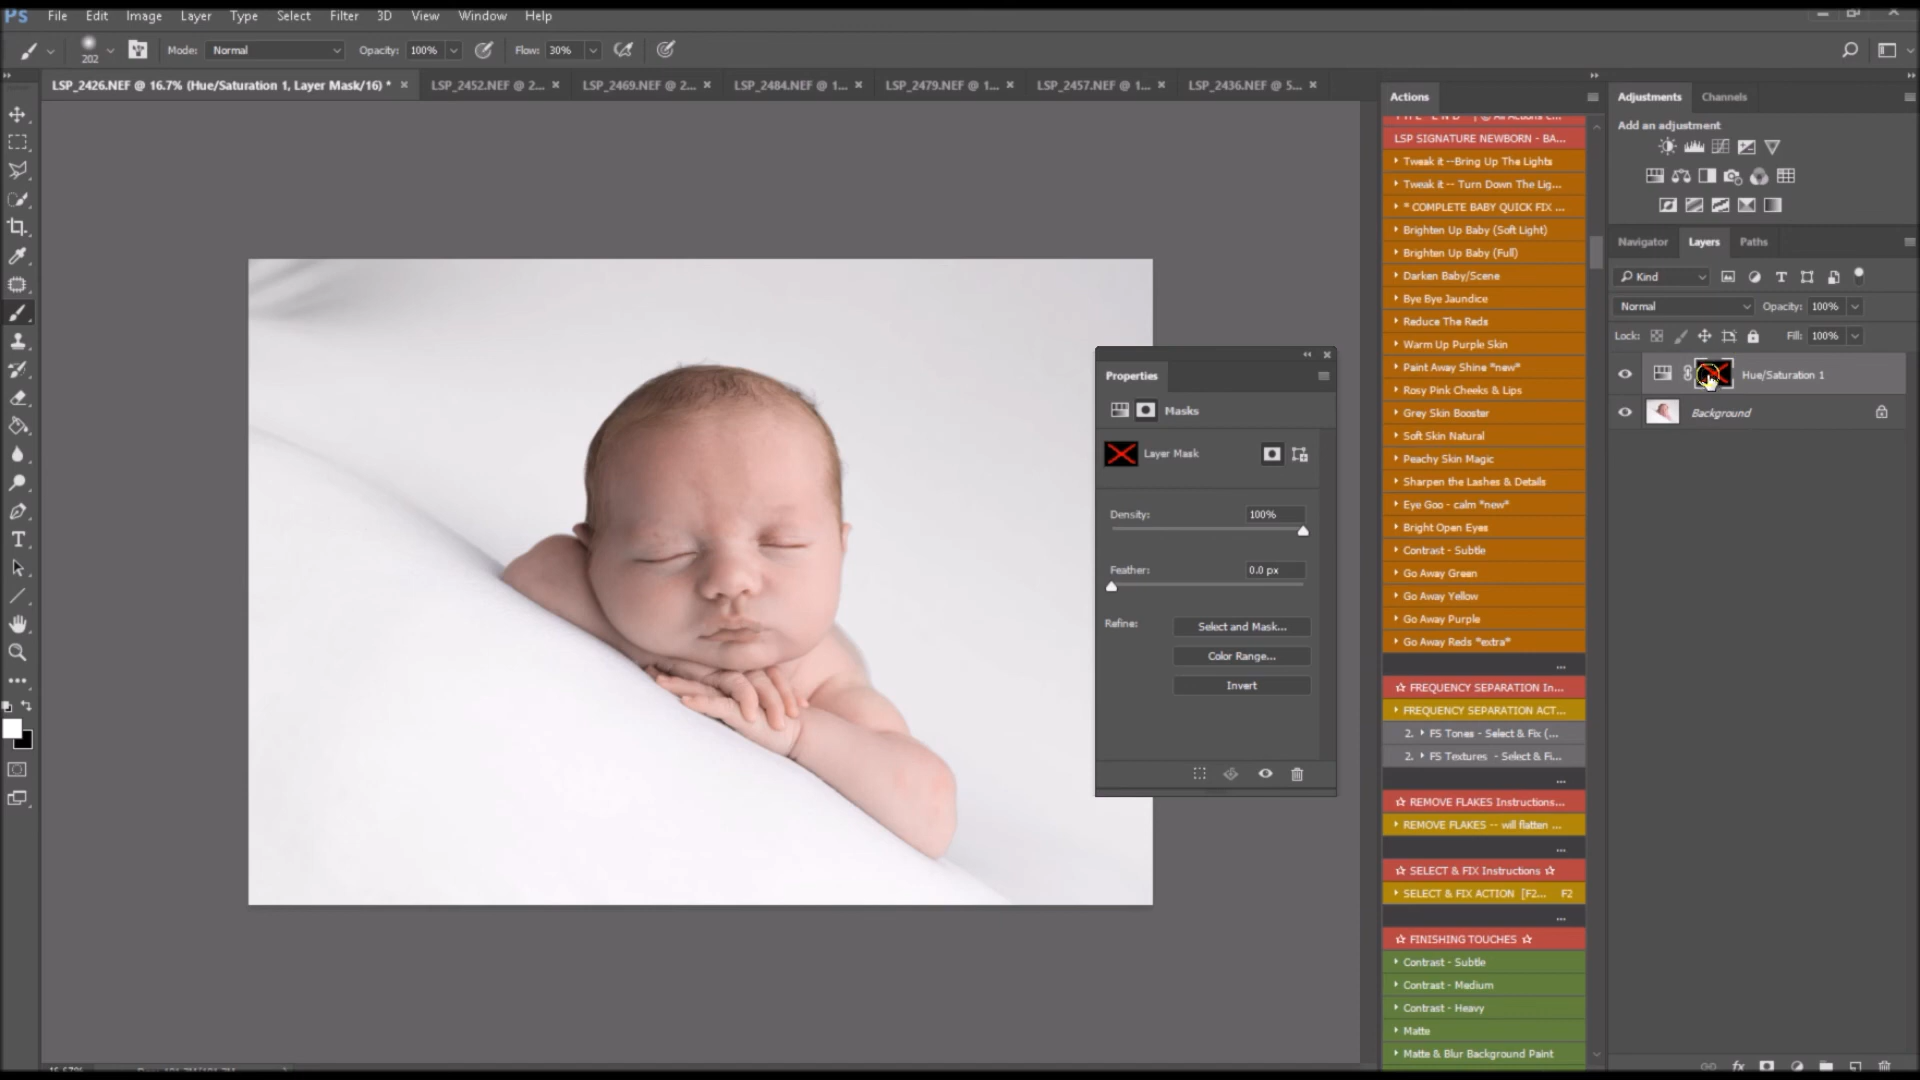 Ps File Edit Image Layer Type Select Filter 3D View Window Help
202 Mode: Normal Opacity: 100% Flow: 30%
LSP_2426.NEF @ 16.7% (Hue/Saturation 1, Layer Mask/16) * × LSP_2452.NEF @ 2... × LSP_2469.NEF @ 2... × LSP_2484.NEF @ 1... × LSP_2479.NEF @ 1... × LSP_2457.NEF @ 1... × LSP_2436.NEF @ 5... ×
Properties
Masks
Layer Mask
Density: 100%
Feather: 0.0 px
Refine: Select and Mask...
Color Range...
Invert
Actions
LSP SIGNATURE NEWBORN - BA...
Tweak it --Bring Up The Lights
Tweak it -- Turn Down The Lig...
* COMPLETE BABY QUICK FIX ...
Brighten Up Baby (Soft Light)
Brighten Up Baby (Full)
Darken Baby/Scene
Bye Bye Jaundice
Reduce The Reds
Warm Up Purple Skin
Paint Away Shine *new*
Rosy Pink Cheeks & Lips
Grey Skin Booster
Soft Skin Natural
Peachy Skin Magic
Sharpen the Lashes & Details
Eye Goo - calm *new*
Bright Open Eyes
Contrast - Subtle
Go Away Green
Go Away Yellow
Go Away Purple
Go Away Reds *extra*
...
☆ FREQUENCY SEPARATION In...
FREQUENCY SEPARATION ACT...
2. FS Tones - Select & Fix (...
2. FS Textures - Select & Fi...
...
☆ REMOVE FLAKES Instructions...
REMOVE FLAKES -- will flatten ...
...
☆ SELECT & FIX Instructions ☆
SELECT & FIX ACTION [F2... F2
...
☆ FINISHING TOUCHES ☆
Contrast - Subtle
Contrast - Medium
Contrast - Heavy
Matte
Matte & Blur Background Paint
Adjustments Channels
Add an adjustment
Navigator Layers Paths
Kind
Normal Opacity: 100%
Lock: Fill: 100%
Hue/Saturation 1
Background